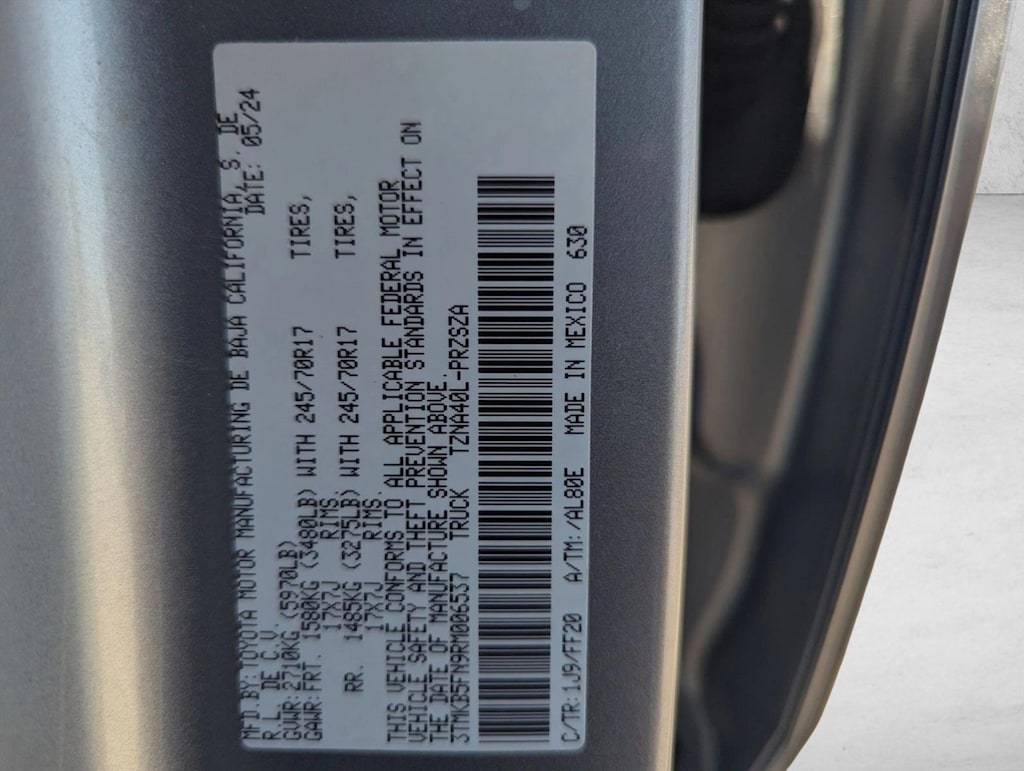 MFD.BY:TOYOTA MOTOR MANUFACTURING DE BAJA CALIFORNIA, S. DE
R.L. DE C.V. DATE: 05/24
GVWR:2710KG (5970LB)
GAWR:FRT. 1580KG (3480LB) WITH 245/70R17 TIRES,
17X7J RIMS.
RR. 1485KG (3275LB) WITH 245/70R17 TIRES,
17X7J RIMS.
THIS VEHICLE CONFORMS TO ALL APPLICABLE FEDERAL MOTOR
VEHICLE SAFETY AND THEFT PREVENTION STANDARDS IN EFFECT ON
THE DATE OF MANUFACTURE SHOWN ABOVE.
3TMKB5FN9RM006537 TRUCK TZNA40L-PRZSZA
C/TR:1J9/FF20 A/TM:/AL80E MADE IN MEXICO 630